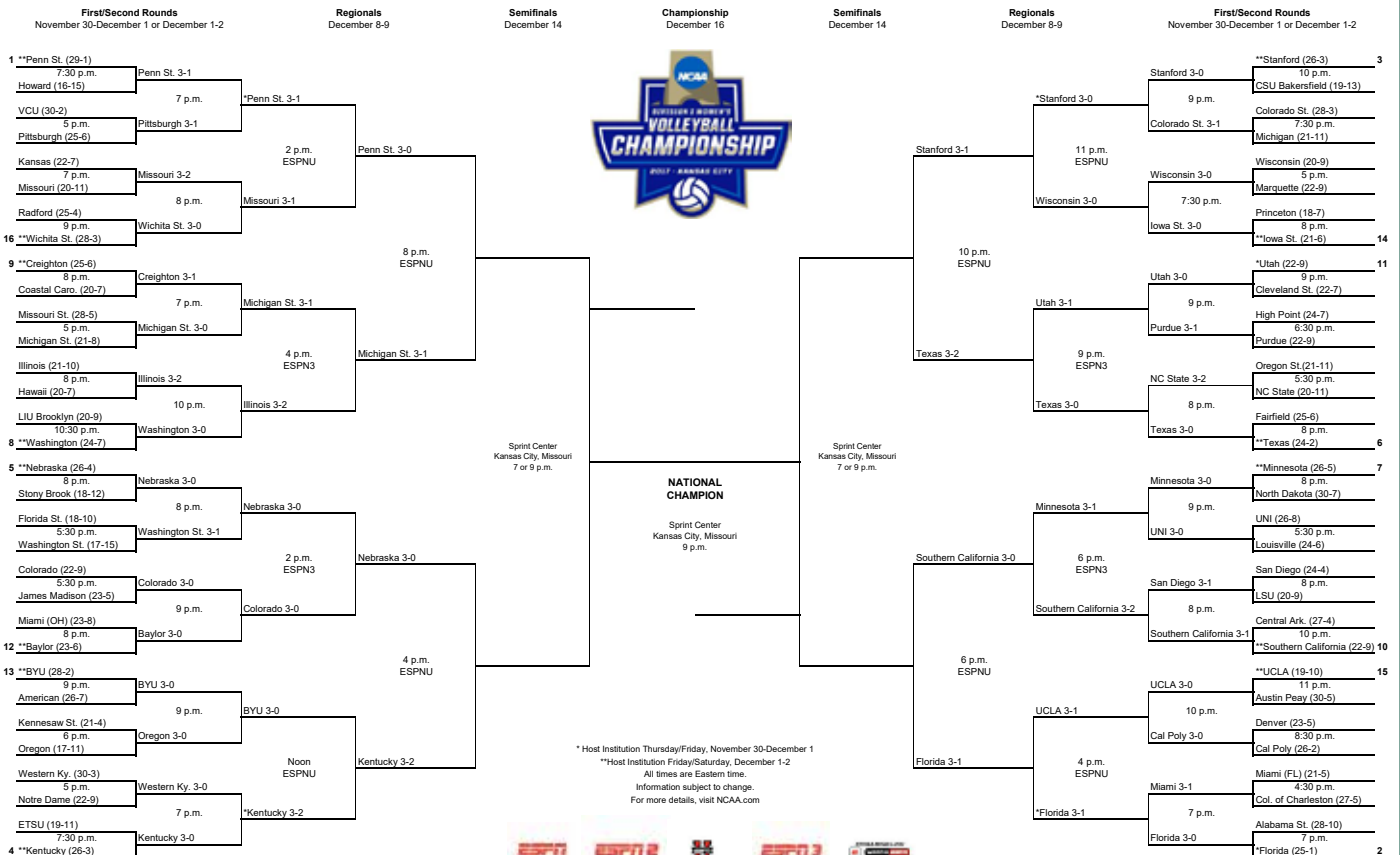 First/Second Rounds
November 30-December 1 or December 1-2
Regionals
December 8-9
Semifinals
December 14
Championship
December 16
Semifinals
December 14
Regionals
December 8-9
First/Second Rounds
November 30-December 1 or December 1-2
1 **Penn St. (29-1)
7:30 p.m.
Howard (16-15)
VCU (30-2)
5 p.m.
Pittsburgh (25-6)
Kansas (22-7)
7 p.m.
Missouri (20-11)
Radford (25-4)
9 p.m.
16 **Wichita St. (28-3)
9 **Creighton (25-6)
8 p.m.
Coastal Caro. (20-7)
Missouri St. (28-5)
5 p.m.
Michigan St. (21-8)
Illinois (21-10)
8 p.m.
Hawaii (20-7)
LIU Brooklyn (20-9)
10:30 p.m.
8 **Washington (24-7)
5 **Nebraska (26-4)
8 p.m.
Stony Brook (18-12)
Florida St. (18-10)
5:30 p.m.
Washington St. (17-15)
Colorado (22-9)
5:30 p.m.
James Madison (23-5)
Miami (OH) (23-8)
8 p.m.
12 **Baylor (23-6)
13 **BYU (28-2)
9 p.m.
American (26-7)
Kennesaw St. (21-4)
6 p.m.
Oregon (17-11)
Western Ky. (30-3)
5 p.m.
Notre Dame (22-9)
ETSU (19-11)
7:30 p.m.
4 **Kentucky (26-3)
Penn St. 3-1
7 p.m.
Pittsburgh 3-1
Missouri 3-2
8 p.m.
Wichita St. 3-0
Creighton 3-1
7 p.m.
Michigan St. 3-0
Illinois 3-2
10 p.m.
Washington 3-0
Nebraska 3-0
8 p.m.
Washington St. 3-1
Colorado 3-0
9 p.m.
Baylor 3-0
BYU 3-0
9 p.m.
Oregon 3-0
Western Ky. 3-0
7 p.m.
Kentucky 3-0
*Penn St. 3-1
2 p.m.
ESPNU
Missouri 3-1
Michigan St. 3-1
4 p.m.
ESPN3
Illinois 3-2
Nebraska 3-0
2 p.m.
ESPN3
Colorado 3-0
BYU 3-0
Noon
ESPNU
*Kentucky 3-2
Penn St. 3-0
8 p.m.
ESPNU
Michigan St. 3-1
Nebraska 3-0
4 p.m.
ESPNU
Kentucky 3-2
Sprint Center
Kansas City, Missouri
7 or 9 p.m.
NCAA
DIVISION I WOMEN'S
VOLLEYBALL
CHAMPIONSHIP
2017 - KANSAS CITY
NATIONAL
CHAMPION
Sprint Center
Kansas City, Missouri
9 p.m.
* Host Institution Thursday/Friday, November 30-December 1
**Host Institution Friday/Saturday, December 1-2
All times are Eastern time.
Information subject to change.
For more details, visit NCAA.com
Sprint Center
Kansas City, Missouri
7 or 9 p.m.
Stanford 3-1
10 p.m.
ESPNU
Texas 3-2
Southern California 3-0
6 p.m.
ESPNU
Florida 3-1
*Stanford 3-0
11 p.m.
ESPNU
Wisconsin 3-0
Utah 3-1
9 p.m.
ESPN3
Texas 3-0
Minnesota 3-1
6 p.m.
ESPN3
Southern California 3-2
UCLA 3-1
4 p.m.
ESPNU
*Florida 3-1
Stanford 3-0
9 p.m.
Colorado St. 3-1
Wisconsin 3-0
7:30 p.m.
Iowa St. 3-0
Utah 3-0
9 p.m.
Purdue 3-1
NC State 3-2
8 p.m.
Texas 3-0
Minnesota 3-0
9 p.m.
UNI 3-0
San Diego 3-1
8 p.m.
Southern California 3-1
UCLA 3-0
10 p.m.
Cal Poly 3-0
Miami 3-1
7 p.m.
Florida 3-0
**Stanford (26-3) 3
10 p.m.
CSU Bakersfield (19-13)
Colorado St. (28-3)
7:30 p.m.
Michigan (21-11)
Wisconsin (20-9)
5 p.m.
Marquette (22-9)
Princeton (18-7)
8 p.m.
**Iowa St. (21-6) 14
*Utah (22-9) 11
9 p.m.
Cleveland St. (22-7)
High Point (24-7)
6:30 p.m.
Purdue (22-9)
Oregon St.(21-11)
5:30 p.m.
NC State (20-11)
Fairfield (25-6)
8 p.m.
**Texas (24-2) 6
**Minnesota (26-5) 7
8 p.m.
North Dakota (30-7)
UNI (26-8)
5:30 p.m.
Louisville (24-6)
San Diego (24-4)
8 p.m.
LSU (20-9)
Central Ark. (27-4)
10 p.m.
**Southern California (22-9) 10
**UCLA (19-10) 15
11 p.m.
Austin Peay (30-5)
Denver (23-5)
8:30 p.m.
Cal Poly (26-2)
Miami (FL) (21-5)
4:30 p.m.
Col. of Charleston (27-5)
Alabama St. (28-10)
7 p.m.
*Florida (25-1) 2